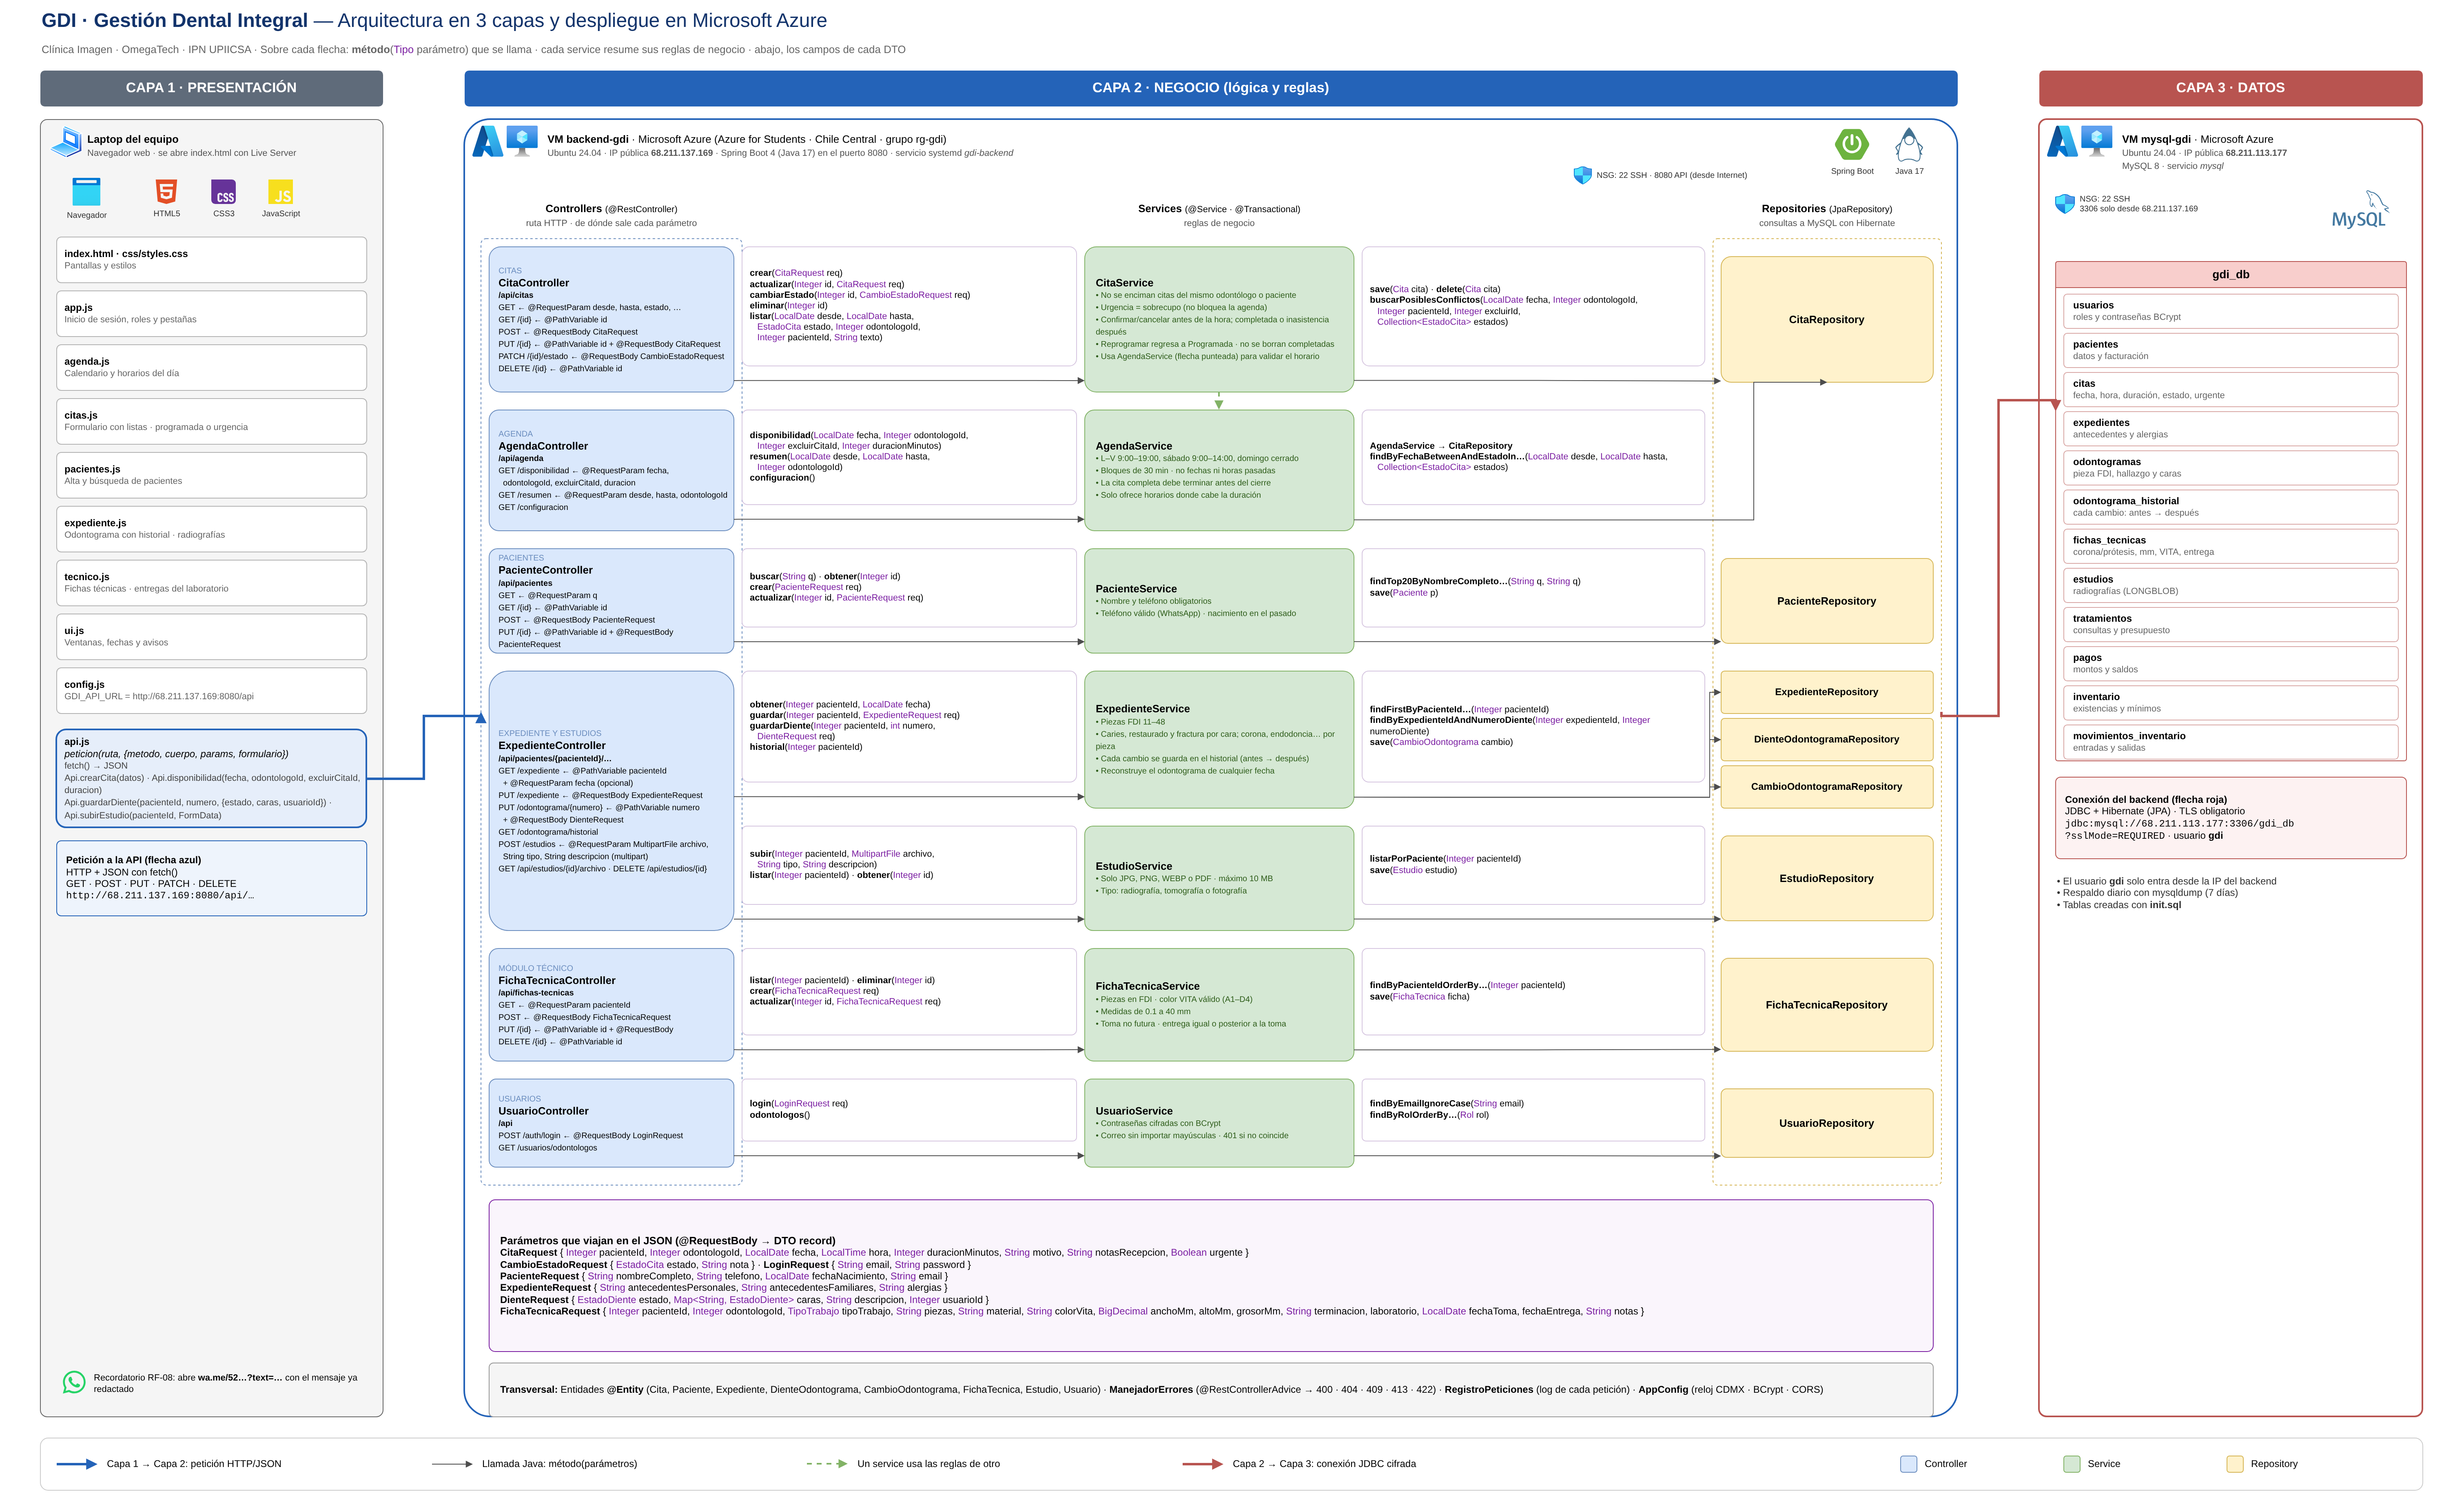 GDI · Gestión Dental Integral — Arquitectura en 3 capas y despliegue en Microsoft Azure
Clínica Imagen · OmegaTech · IPN UPIICSA · Sobre cada flecha: método(Tipo parámetro) que se llama · cada service resume sus reglas de negocio · abajo, los campos de cada DTO
CAPA 1 · PRESENTACIÓN
Laptop del equipo
Navegador web · se abre index.html con Live Server
Navegador
HTML5
CSS3
JavaScript
index.html · css/styles.css
Pantallas y estilos
app.js
Inicio de sesión, roles y pestañas
agenda.js
Calendario y horarios del día
citas.js
Formulario con listas · programada o urgencia
pacientes.js
Alta y búsqueda de pacientes
expediente.js
Odontograma con historial · radiografías
tecnico.js
Fichas técnicas · entregas del laboratorio
ui.js
Ventanas, fechas y avisos
config.js
GDI_API_URL = http://68.211.137.169:8080/api
api.js
peticion(ruta, {metodo, cuerpo, params, formulario})
fetch() → JSON
Api.crearCita(datos) · Api.disponibilidad(fecha, odontologoId, excluirCitaId,
duracion)
Api.guardarDiente(pacienteId, numero, {estado, caras, usuarioId}) ·
Api.subirEstudio(pacienteId, FormData)
Petición a la API (flecha azul)
HTTP + JSON con fetch()
GET · POST · PUT · PATCH · DELETE
http://68.211.137.169:8080/api/…
Recordatorio RF-08: abre wa.me/52…?text=… con el mensaje ya
redactado
CAPA 2 · NEGOCIO (lógica y reglas)
VM backend-gdi · Microsoft Azure (Azure for Students · Chile Central · grupo rg-gdi)
Ubuntu 24.04 · IP pública 68.211.137.169 · Spring Boot 4 (Java 17) en el puerto 8080 · servicio systemd gdi-backend
NSG: 22 SSH · 8080 API (desde Internet)
Spring Boot
Java 17
Controllers (@RestController)
ruta HTTP · de dónde sale cada parámetro
Services (@Service · @Transactional)
reglas de negocio
Repositories (JpaRepository)
consultas a MySQL con Hibernate
CITAS
CitaController
/api/citas
GET ← @RequestParam desde, hasta, estado, …
GET /{id} ← @PathVariable id
POST ← @RequestBody CitaRequest
PUT /{id} ← @PathVariable id + @RequestBody CitaRequest
PATCH /{id}/estado ← @RequestBody CambioEstadoRequest
DELETE /{id} ← @PathVariable id
crear(CitaRequest req)
actualizar(Integer id, CitaRequest req)
cambiarEstado(Integer id, CambioEstadoRequest req)
eliminar(Integer id)
listar(LocalDate desde, LocalDate hasta,
EstadoCita estado, Integer odontologoId,
Integer pacienteId, String texto)
CitaService
• No se enciman citas del mismo odontólogo o paciente
• Urgencia = sobrecupo (no bloquea la agenda)
• Confirmar/cancelar antes de la hora; completada o inasistencia
después
• Reprogramar regresa a Programada · no se borran completadas
• Usa AgendaService (flecha punteada) para validar el horario
save(Cita cita) · delete(Cita cita)
buscarPosiblesConflictos(LocalDate fecha, Integer odontologoId,
Integer pacienteId, Integer excluirId,
Collection<EstadoCita> estados)
CitaRepository
AGENDA
AgendaController
/api/agenda
GET /disponibilidad ← @RequestParam fecha,
odontologoId, excluirCitaId, duracion
GET /resumen ← @RequestParam desde, hasta, odontologoId
GET /configuracion
disponibilidad(LocalDate fecha, Integer odontologoId,
Integer excluirCitaId, Integer duracionMinutos)
resumen(LocalDate desde, LocalDate hasta,
Integer odontologoId)
configuracion()
AgendaService
• L–V 9:00–19:00, sábado 9:00–14:00, domingo cerrado
• Bloques de 30 min · no fechas ni horas pasadas
• La cita completa debe terminar antes del cierre
• Solo ofrece horarios donde cabe la duración
AgendaService → CitaRepository
findByFechaBetweenAndEstadoIn…(LocalDate desde, LocalDate hasta,
Collection<EstadoCita> estados)
PACIENTES
PacienteController
/api/pacientes
GET ← @RequestParam q
GET /{id} ← @PathVariable id
POST ← @RequestBody PacienteRequest
PUT /{id} ← @PathVariable id + @RequestBody
PacienteRequest
buscar(String q) · obtener(Integer id)
crear(PacienteRequest req)
actualizar(Integer id, PacienteRequest req)
PacienteService
• Nombre y teléfono obligatorios
• Teléfono válido (WhatsApp) · nacimiento en el pasado
findTop20ByNombreCompleto…(String q, String q)
save(Paciente p)
PacienteRepository
EXPEDIENTE Y ESTUDIOS
ExpedienteController
/api/pacientes/{pacienteId}/…
GET /expediente ← @PathVariable pacienteId
+ @RequestParam fecha (opcional)
PUT /expediente ← @RequestBody ExpedienteRequest
PUT /odontograma/{numero} ← @PathVariable numero
+ @RequestBody DienteRequest
GET /odontograma/historial
POST /estudios ← @RequestParam MultipartFile archivo,
String tipo, String descripcion (multipart)
GET /api/estudios/{id}/archivo · DELETE /api/estudios/{id}
obtener(Integer pacienteId, LocalDate fecha)
guardar(Integer pacienteId, ExpedienteRequest req)
guardarDiente(Integer pacienteId, int numero,
DienteRequest req)
historial(Integer pacienteId)
ExpedienteService
• Piezas FDI 11–48
• Caries, restaurado y fractura por cara; corona, endodoncia… por
pieza
• Cada cambio se guarda en el historial (antes → después)
• Reconstruye el odontograma de cualquier fecha
findFirstByPacienteId…(Integer pacienteId)
findByExpedienteIdAndNumeroDiente(Integer expedienteId, Integer
numeroDiente)
save(CambioOdontograma cambio)
ExpedienteRepository
DienteOdontogramaRepository
CambioOdontogramaRepository
subir(Integer pacienteId, MultipartFile archivo,
String tipo, String descripcion)
listar(Integer pacienteId) · obtener(Integer id)
EstudioService
• Solo JPG, PNG, WEBP o PDF · máximo 10 MB
• Tipo: radiografía, tomografía o fotografía
listarPorPaciente(Integer pacienteId)
save(Estudio estudio)
EstudioRepository
MÓDULO TÉCNICO
FichaTecnicaController
/api/fichas-tecnicas
GET ← @RequestParam pacienteId
POST ← @RequestBody FichaTecnicaRequest
PUT /{id} ← @PathVariable id + @RequestBody
DELETE /{id} ← @PathVariable id
listar(Integer pacienteId) · eliminar(Integer id)
crear(FichaTecnicaRequest req)
actualizar(Integer id, FichaTecnicaRequest req)
FichaTecnicaService
• Piezas en FDI · color VITA válido (A1–D4)
• Medidas de 0.1 a 40 mm
• Toma no futura · entrega igual o posterior a la toma
findByPacienteIdOrderBy…(Integer pacienteId)
save(FichaTecnica ficha)
FichaTecnicaRepository
USUARIOS
UsuarioController
/api
POST /auth/login ← @RequestBody LoginRequest
GET /usuarios/odontologos
login(LoginRequest req)
odontologos()
UsuarioService
• Contraseñas cifradas con BCrypt
• Correo sin importar mayúsculas · 401 si no coincide
findByEmailIgnoreCase(String email)
findByRolOrderBy…(Rol rol)
UsuarioRepository
Parámetros que viajan en el JSON (@RequestBody → DTO record)
CitaRequest { Integer pacienteId, Integer odontologoId, LocalDate fecha, LocalTime hora, Integer duracionMinutos, String motivo, String notasRecepcion, Boolean urgente }
CambioEstadoRequest { EstadoCita estado, String nota } · LoginRequest { String email, String password }
PacienteRequest { String nombreCompleto, String telefono, LocalDate fechaNacimiento, String email }
ExpedienteRequest { String antecedentesPersonales, String antecedentesFamiliares, String alergias }
DienteRequest { EstadoDiente estado, Map<String, EstadoDiente> caras, String descripcion, Integer usuarioId }
FichaTecnicaRequest { Integer pacienteId, Integer odontologoId, TipoTrabajo tipoTrabajo, String piezas, String material, String colorVita, BigDecimal anchoMm, altoMm, grosorMm, String terminacion, laboratorio, LocalDate fechaToma, fechaEntrega, String notas }
Transversal: Entidades @Entity (Cita, Paciente, Expediente, DienteOdontograma, CambioOdontograma, FichaTecnica, Estudio, Usuario) · ManejadorErrores (@RestControllerAdvice → 400 · 404 · 409 · 413 · 422) · RegistroPeticiones (log de cada petición) · AppConfig (reloj CDMX · BCrypt · CORS)
CAPA 3 · DATOS
VM mysql-gdi · Microsoft Azure
Ubuntu 24.04 · IP pública 68.211.113.177
MySQL 8 · servicio mysql
NSG: 22 SSH
3306 solo desde 68.211.137.169
MySQL
gdi_db
usuarios
roles y contraseñas BCrypt
pacientes
datos y facturación
citas
fecha, hora, duración, estado, urgente
expedientes
antecedentes y alergias
odontogramas
pieza FDI, hallazgo y caras
odontograma_historial
cada cambio: antes → después
fichas_tecnicas
corona/prótesis, mm, VITA, entrega
estudios
radiografías (LONGBLOB)
tratamientos
consultas y presupuesto
pagos
montos y saldos
inventario
existencias y mínimos
movimientos_inventario
entradas y salidas
Conexión del backend (flecha roja)
JDBC + Hibernate (JPA) · TLS obligatorio
jdbc:mysql://68.211.113.177:3306/gdi_db
?sslMode=REQUIRED · usuario gdi
• El usuario gdi solo entra desde la IP del backend
• Respaldo diario con mysqldump (7 días)
• Tablas creadas con init.sql
Capa 1 → Capa 2: petición HTTP/JSON
Llamada Java: método(parámetros)
Un service usa las reglas de otro
Capa 2 → Capa 3: conexión JDBC cifrada
Controller
Service
Repository